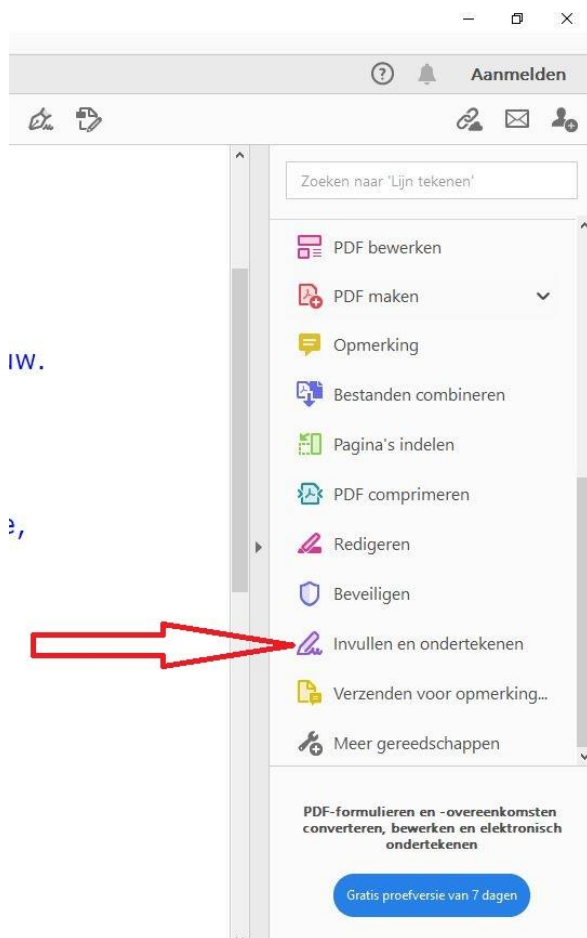 Aanmelden
Zoeken naar 'Lijn tekenen'
PDF bewerken
PDF maken
ıw.
Opmerking
Bestanden combineren
Pagina's indelen
PDF comprimeren
e,
Redigeren
Beveiligen
Invullen en ondertekenen
Verzenden voor opmerking...
Meer gereedschappen
PDF-formulieren en -overeenkomsten
converteren, bewerken en elektronisch
ondertekenen
Gratis proefversie van 7 dagen